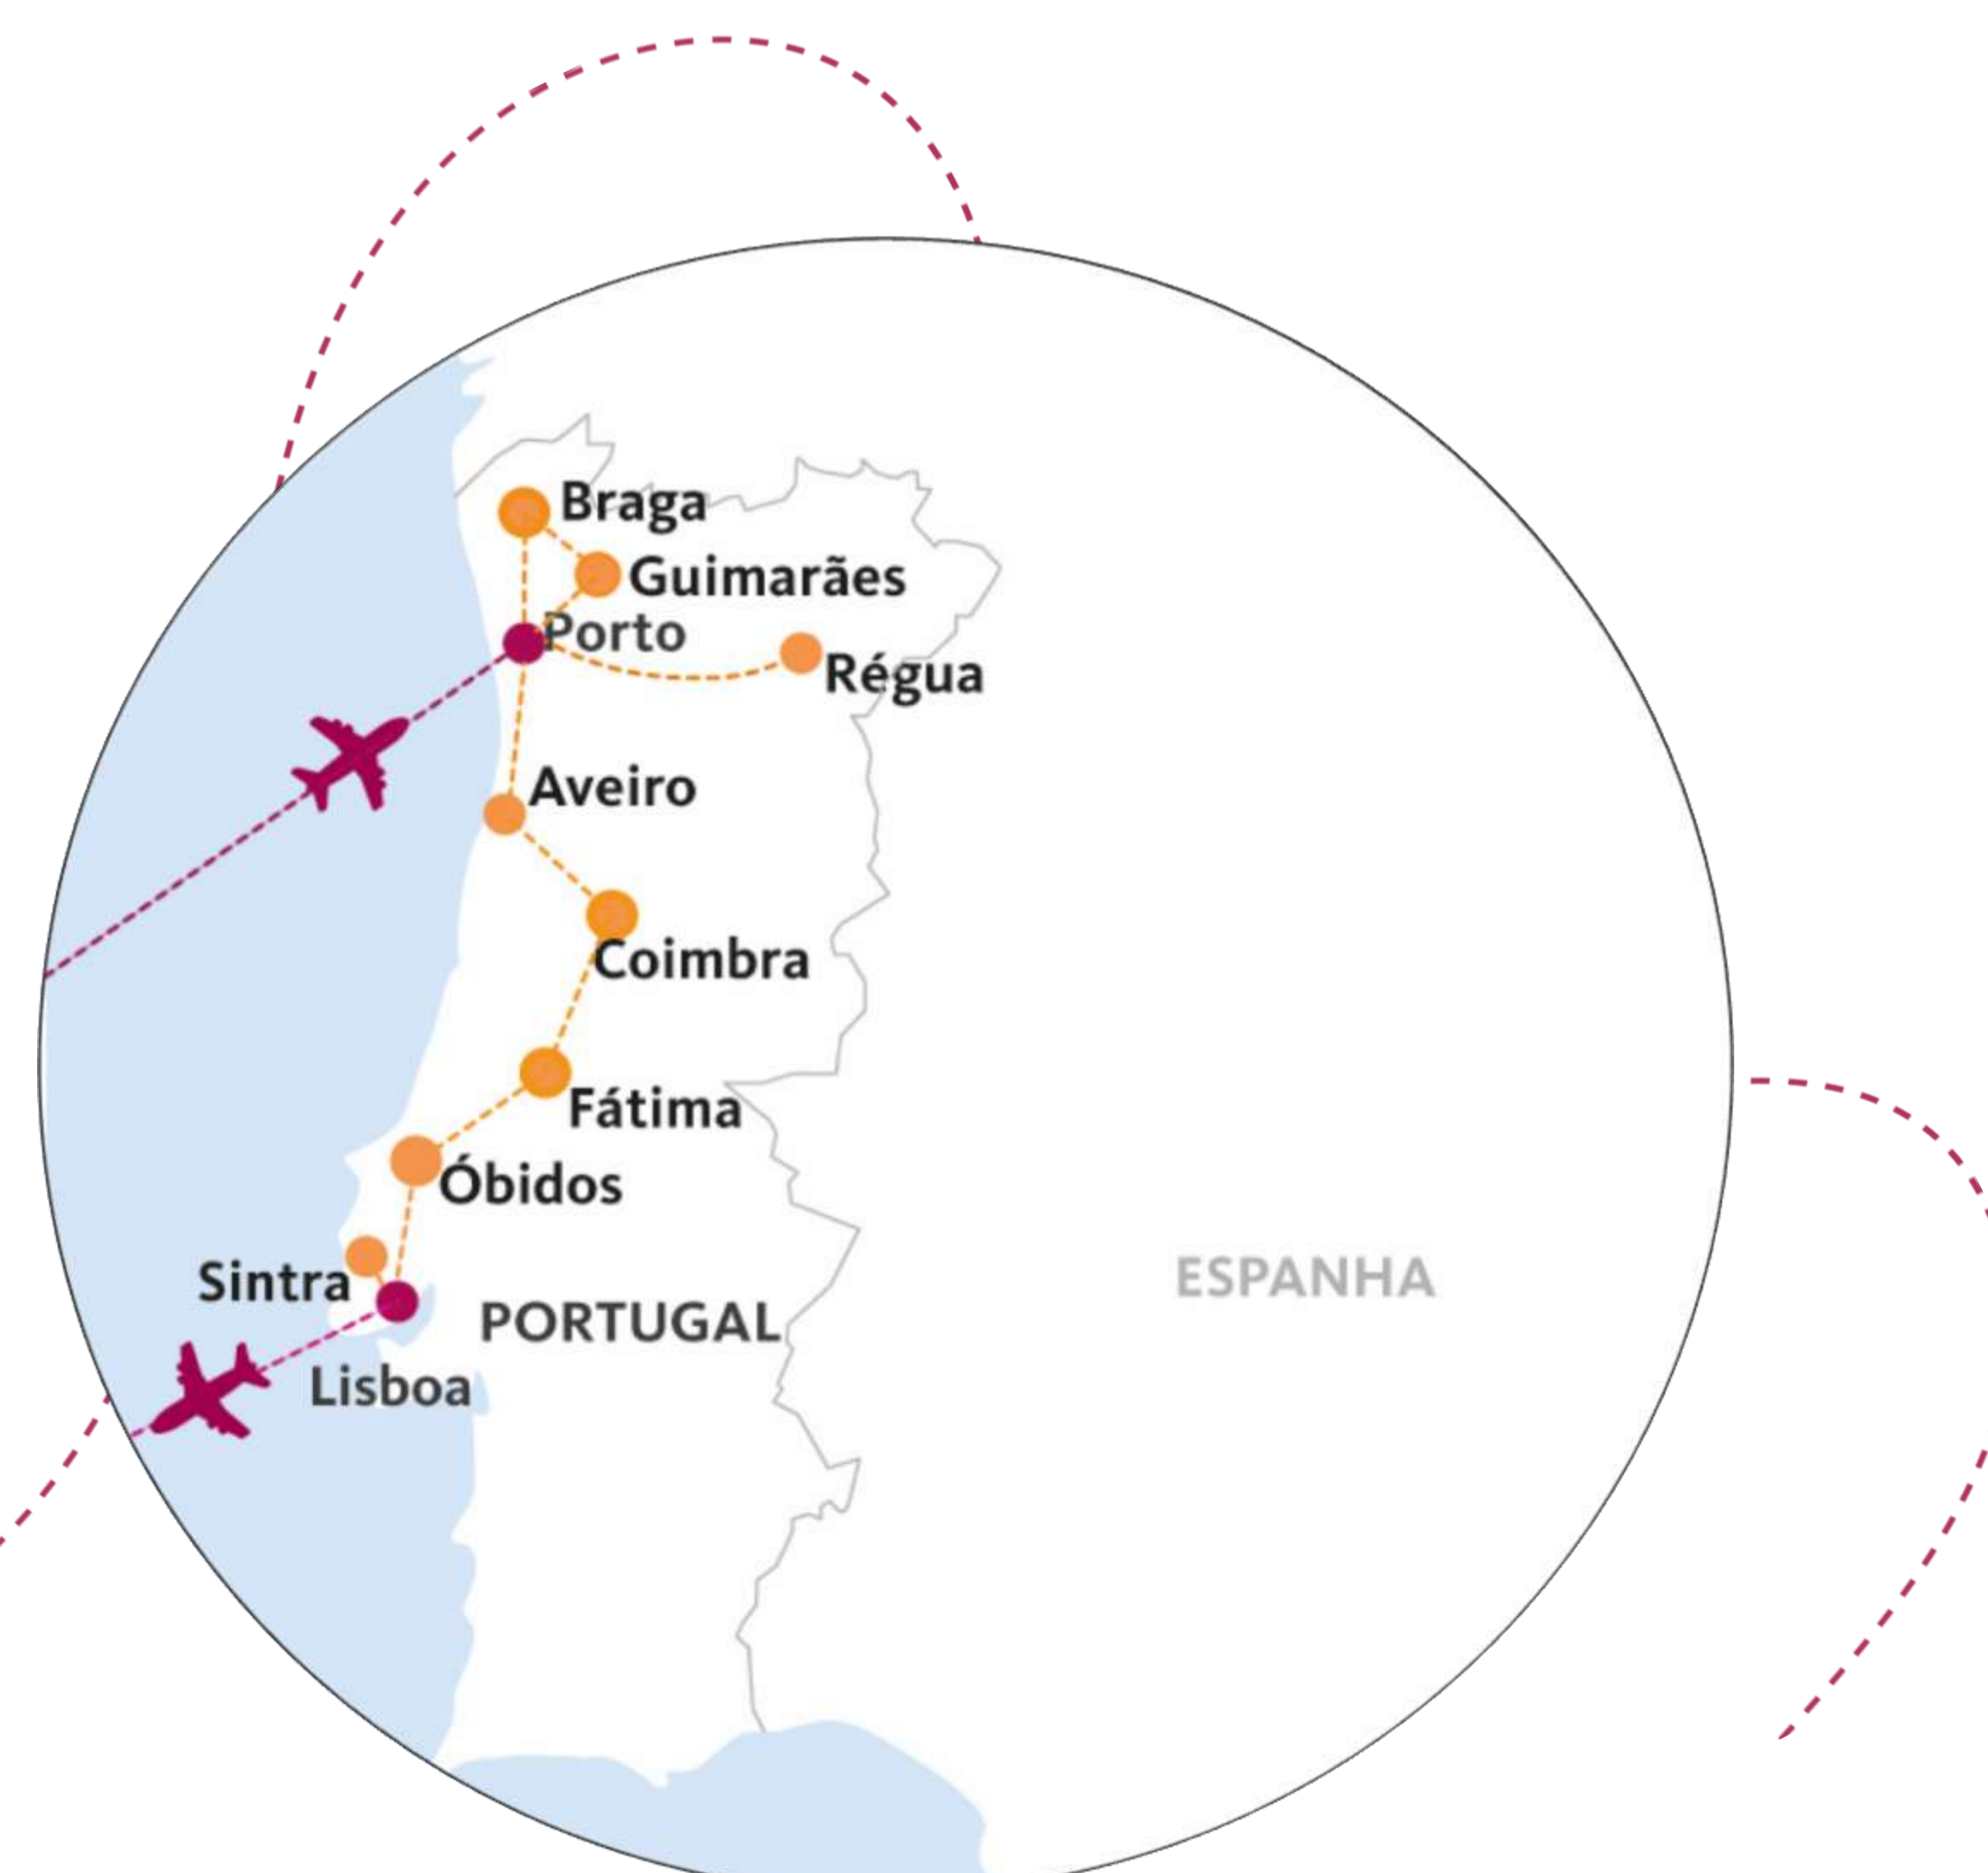 Braga
Guimarães
Porto
Régua
Aveiro
Coimbra
Fátima
Óbidos
Sintra
ESPANHA
PORTUGAL
Lisboa